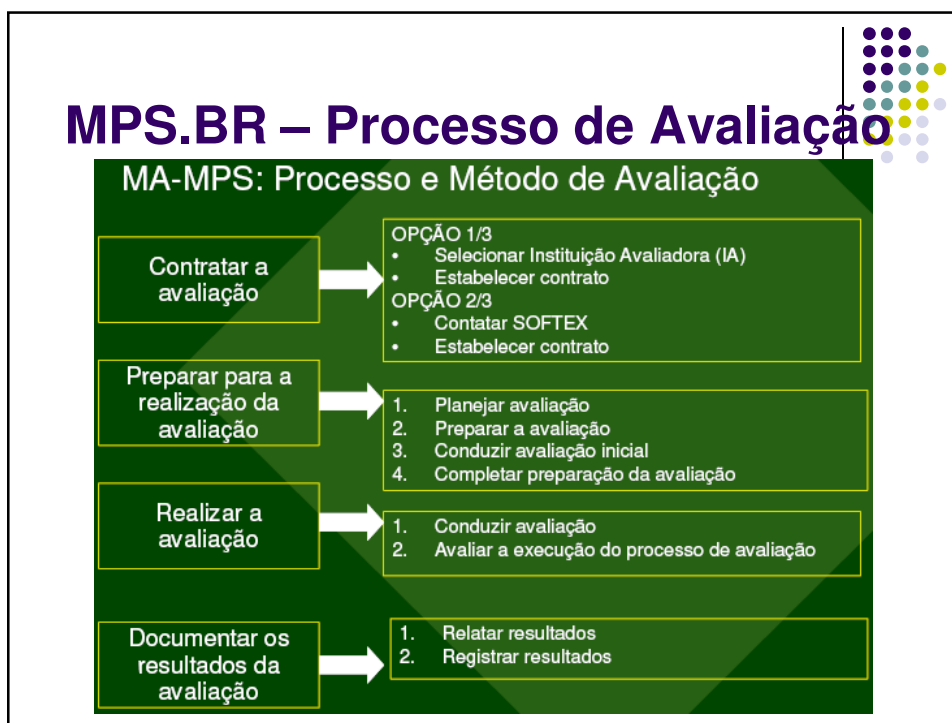 MPS.BR – Processo de Avaliação
MA-MPS: Processo e Método de Avaliação
Contratar a
avaliação
OPÇÃO 1/3
• Selecionar Instituição Avaliadora (IA)
• Estabelecer contrato
OPÇÃO 2/3
• Contatar SOFTEX
• Estabelecer contrato
Preparar para a
realização da
avaliação
1. Planejar avaliação
2. Preparar a avaliação
3. Conduzir avaliação inicial
4. Completar preparação da avaliação
Realizar a
avaliação
1. Conduzir avaliação
2. Avaliar a execução do processo de avaliação
Documentar os
resultados da
avaliação
1. Relatar resultados
2. Registrar resultados